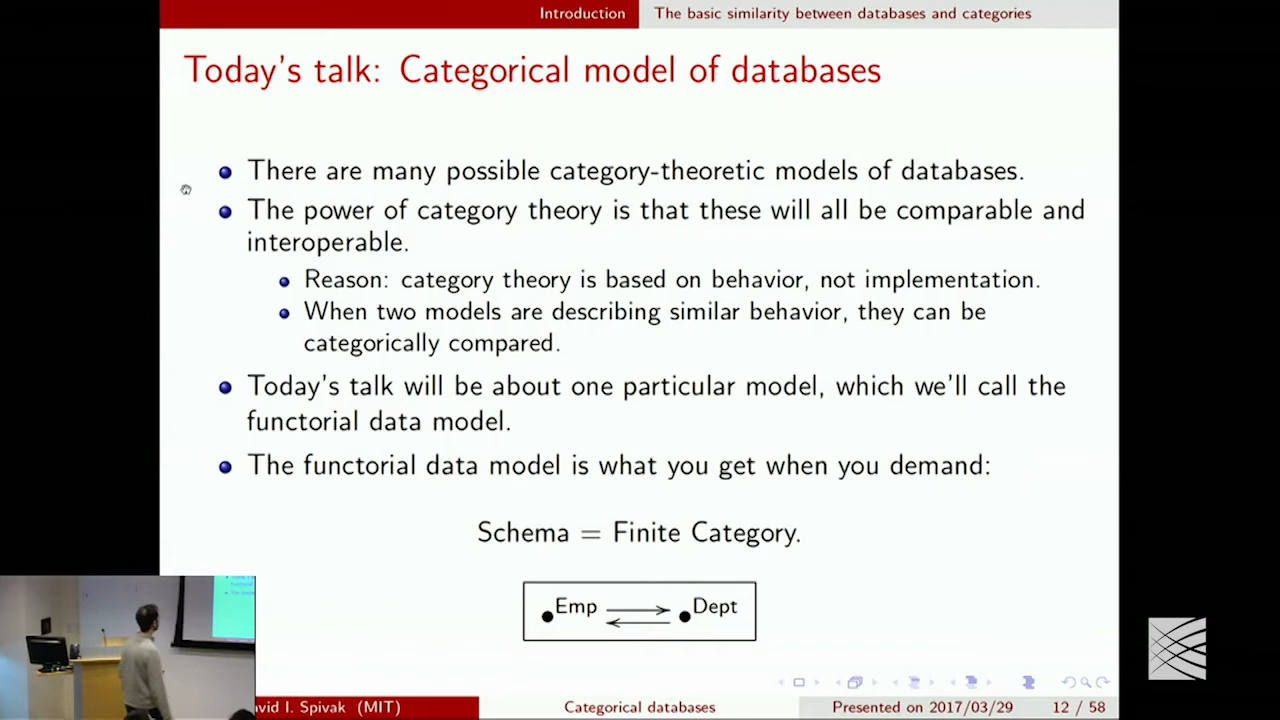 Introduction The basic similarity between databases and categories
Today's talk: Categorical model of databases
There are many possible category-theoretic models of databases.
The power of category theory is that these will all be comparable and
interoperable.
Reason: category theory is based on behavior, not implementation.
When two models are describing similar behavior, they can be
categorically compared.
Today's talk will be about one particular model, which we'll call the
functorial data model.
The functorial data model is what you get when you demand:
Schema = Finite Category.
Emp Dept
vid I. Spivak (MIT) Categorical databases Presented on 2017/03/29 12 / 58